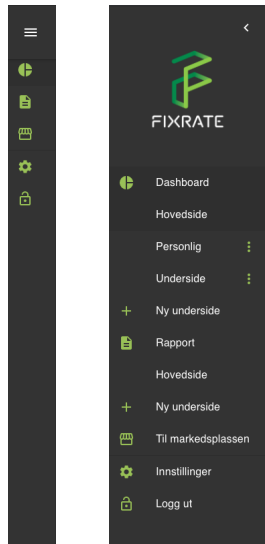 FIXRATE
Dashboard
Hovedside
Personlig
Underside
Ny underside
Rapport
Hovedside
Ny underside
Til markedsplassen
Innstillinger
Logg ut